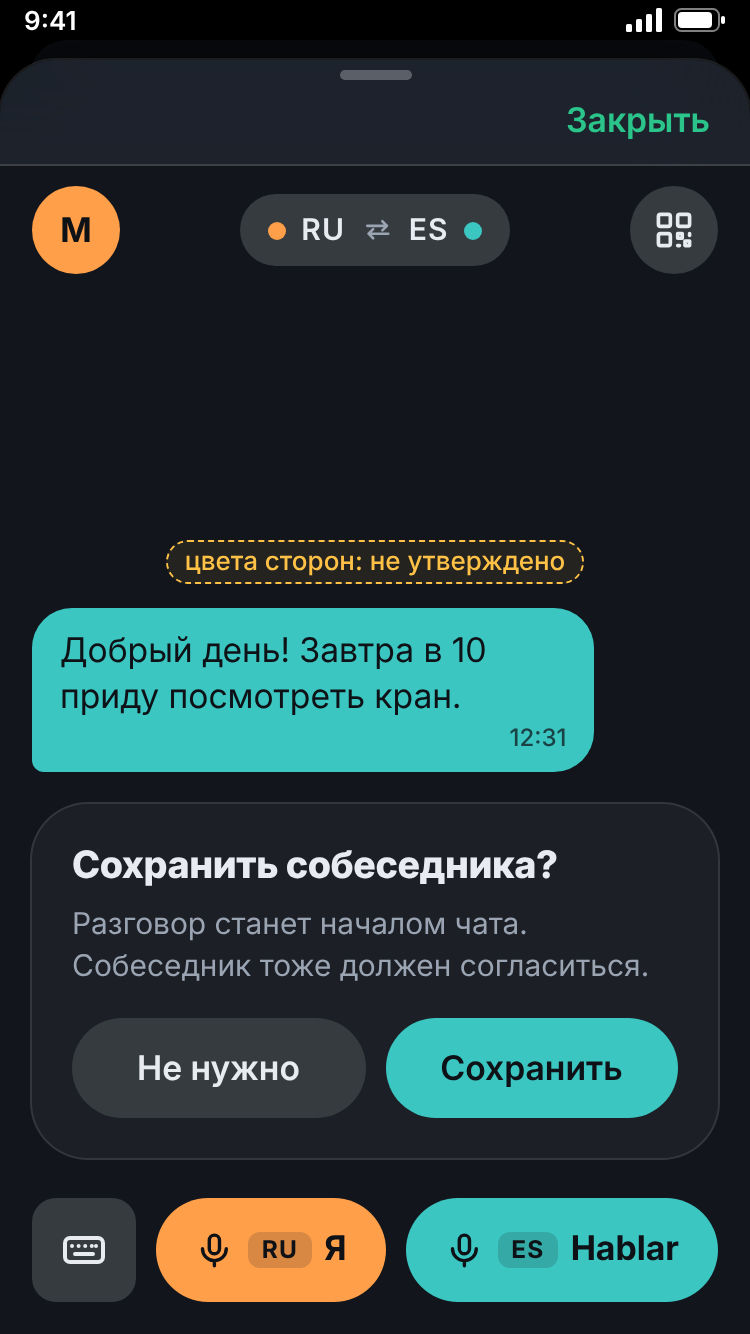 9:41
Закрыть
М
RU ⇄ ES
цвета сторон: не утверждено
Добрый день! Завтра в 10
приду посмотреть кран.
12:31
Сохранить собеседника?
Разговор станет началом чата.
Собеседник тоже должен согласиться.
Не нужно
Сохранить
RU Я
ES Hablar